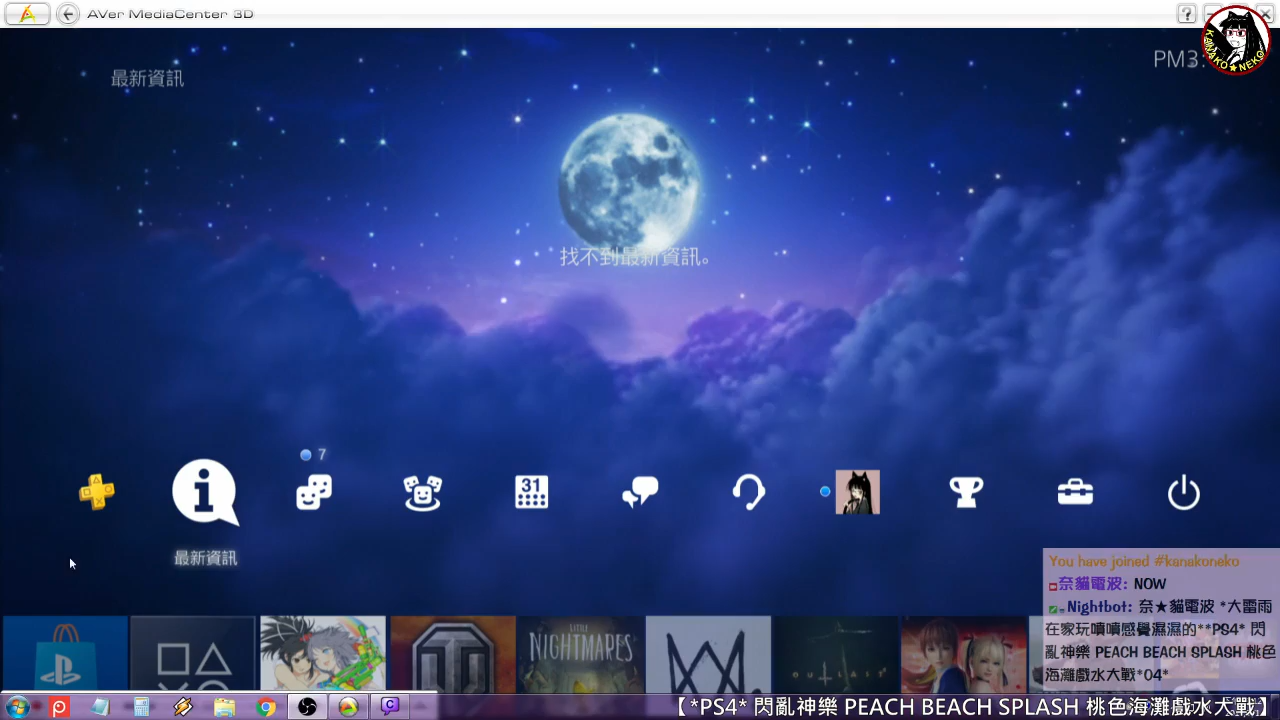 AVer MediaCenter 3D
?
KANAKO★NEKO
最新資訊
PM3:
找不到最新資訊。
7
31
最新資訊
LITTLE
NIGHTMARES
OUTLAST
You have joined #kanakoneko
奈貓電波: NOW
Nightbot: 奈★貓電波 *大雷雨
在家玩噴噴感覺濕濕的**PS4* 閃
亂神樂 PEACH BEACH SPLASH 桃色
海灘戲水大戰*04*
【*PS4* 閃亂神樂 PEACH BEACH SPLASH 桃色海灘戲水大戰】